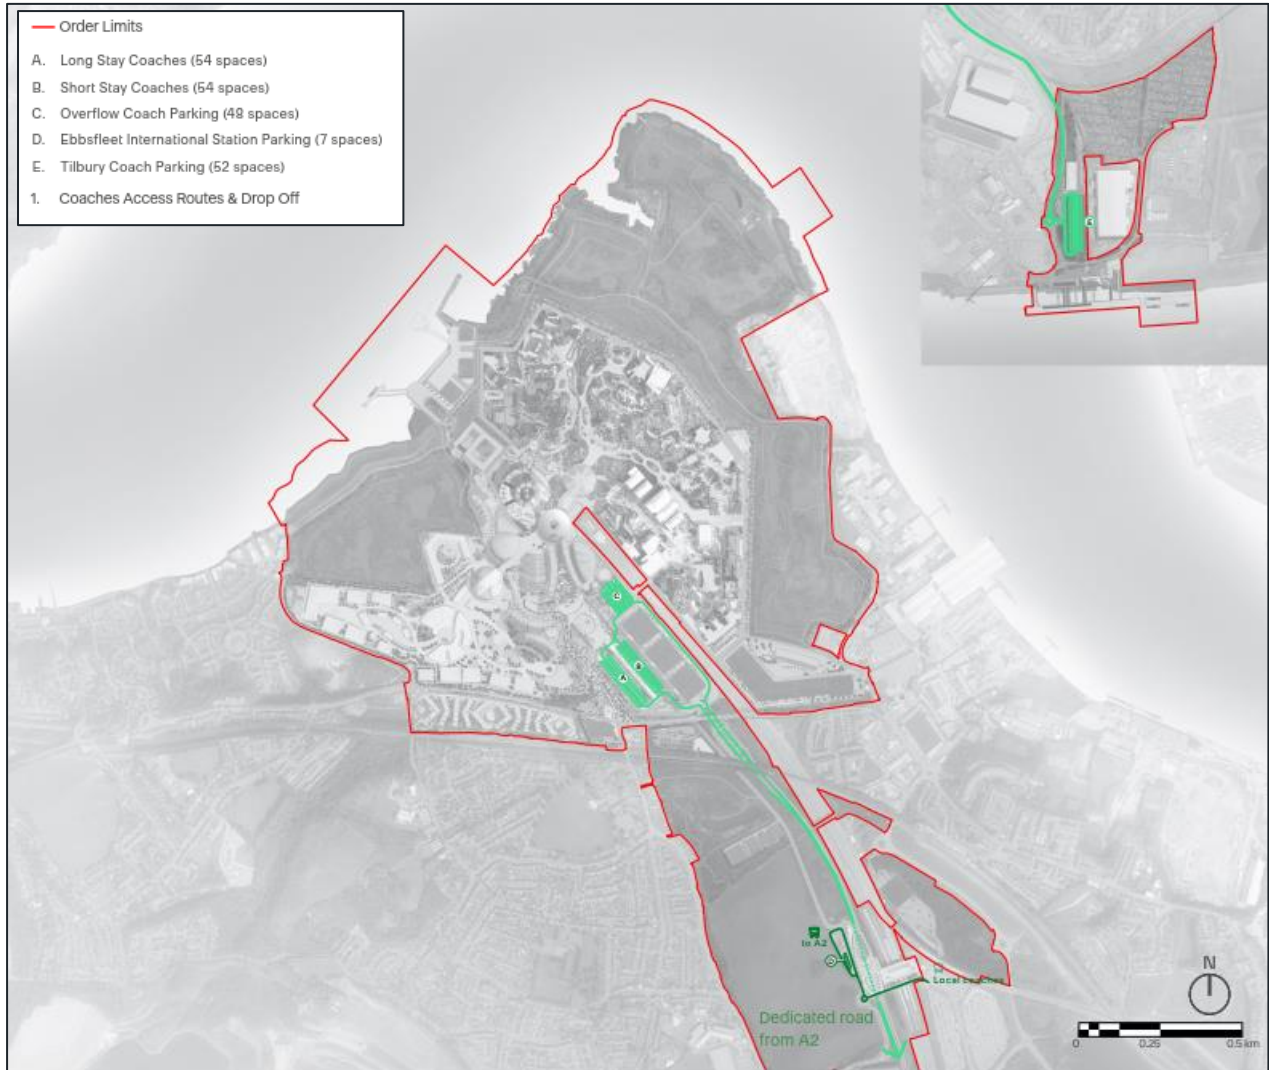 Order Limits
A. Long Stay Coaches (54 spaces)
B. Short Stay Coaches (54 spaces)
C. Overflow Coach Parking (48 spaces)
D. Ebbsfleet International Station Parking (7 spaces)
E. Tilbury Coach Parking (52 spaces)
1. Coaches Access Routes & Drop Off
E
C
B
A
to A2
D
Local Coaches
Dedicated road
from A2
N
0 0.25 0.5 km